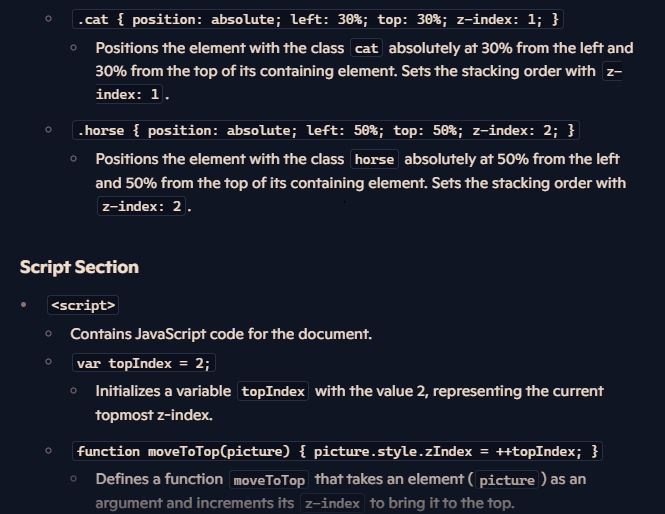 .cat { position: absolute; left: 30%; top: 30%; z-index: 1; }
Positions the element with the class cat absolutely at 30% from the left and
30% from the top of its containing element. Sets the stacking order with z-
index: 1 .
.horse { position: absolute; left: 50%; top: 50%; z-index: 2; }
Positions the element with the class horse absolutely at 50% from the left
and 50% from the top of its containing element. Sets the stacking order with
z-index: 2 .
Script Section
<script>
Contains JavaScript code for the document.
var topIndex = 2;
Initializes a variable topIndex with the value 2, representing the current
topmost z-index.
function moveToTop(picture) { picture.style.zIndex = ++topIndex; }
Defines a function moveToTop that takes an element ( picture ) as an
argument and increments its z-index to bring it to the top.